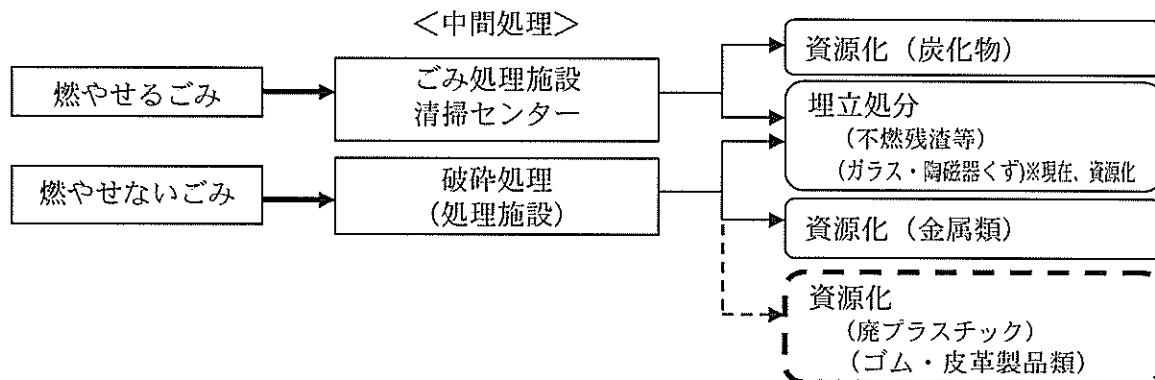 ＜中間処理＞
燃やせるごみ
ごみ処理施設
清掃センター
資源化（炭化物）
埋立処分
（不燃残渣等）
（ガラス・陶磁器くず）※現在、資源化
燃やせないごみ
破砕処理
（処理施設）
資源化（金属類）
資源化
（廃プラスチック）
（ゴム・皮革製品類）